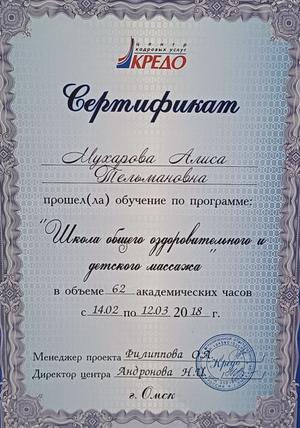 центр
кадровых услуг
КРЕДО
Сертификат
Мухарова Алиса
Тельмановна
прошел(ла) обучение по программе:
"Школа общего оздоровительного и
детского массажа"
в объеме 62 академических часов
с 14.02 по 12.03 2018 г.
Менеджер проекта Филиппова О.А.
Директор центра Андронова Н.Ц.
Кредо
г. Омск